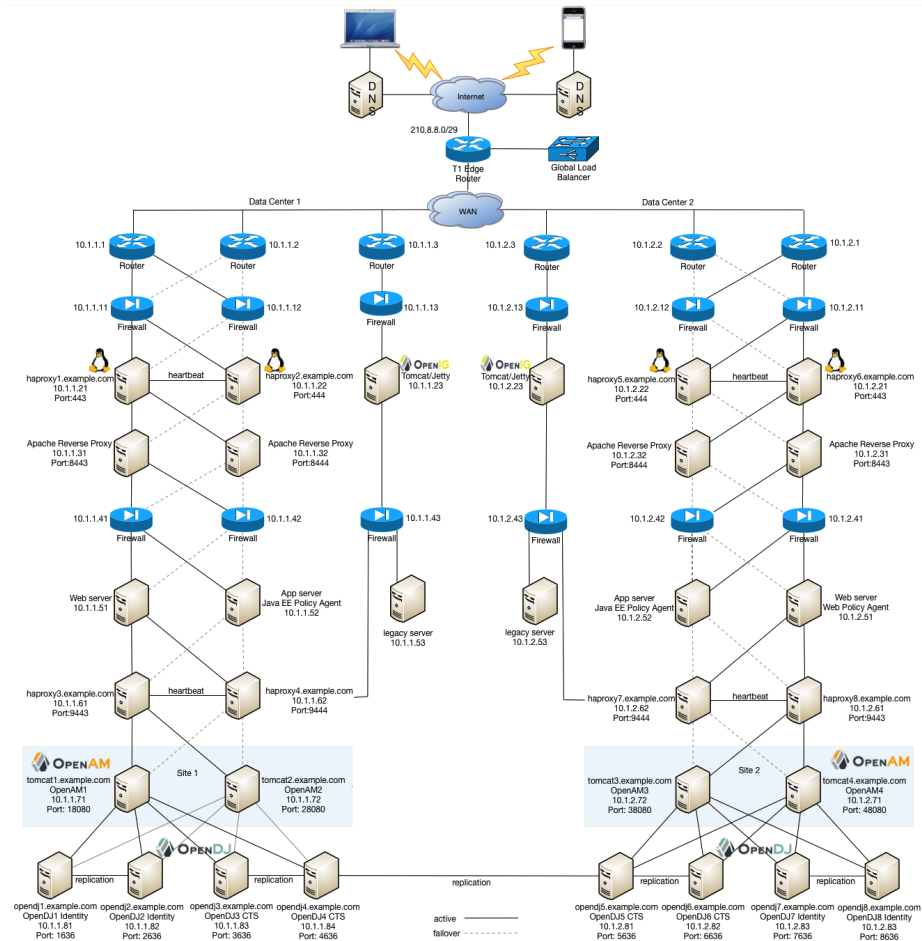 DNS
Internet
DNS
210.8.8.0/29
T1 Edge
Router
Global Load
Balancer
Data Center 1
WAN
Data Center 2
10.1.1.1
Router
10.1.1.2
Router
10.1.1.3
Router
10.1.2.3
Router
10.1.2.2
Router
10.1.2.1
Router
10.1.1.11
Firewall
10.1.1.12
Firewall
10.1.1.13
Firewall
10.1.2.13
Firewall
10.1.2.12
Firewall
10.1.2.11
Firewall
haproxy1.example.com
10.1.1.21
Port:443
heartbeat
haproxy2.example.com
10.1.1.22
Port:444
OPENIG
Tomcat/Jetty
10.1.1.23
OPENIG
Tomcat/Jetty
10.1.2.23
haproxy5.example.com
10.1.2.22
Port:444
heartbeat
haproxy6.example.com
10.1.2.21
Port:443
Apache Reverse Proxy
10.1.1.31
Port:8443
Apache Reverse Proxy
10.1.1.32
Port:8444
Apache Reverse Proxy
10.1.2.32
Port:8444
Apache Reverse Proxy
10.1.2.31
Port:8443
10.1.1.41
Firewall
10.1.1.42
Firewall
10.1.1.43
Firewall
10.1.2.43
Firewall
10.1.2.42
Firewall
10.1.2.41
Firewall
Web server
10.1.1.51
App server
Java EE Policy Agent
10.1.1.52
legacy server
10.1.1.53
legacy server
10.1.2.53
App server
Java EE Policy Agent
10.1.2.52
Web server
Web Policy Agent
10.1.2.51
haproxy3.example.com
10.1.1.61
Port:9443
heartbeat
haproxy4.example.com
10.1.1.62
Port:9444
haproxy7.example.com
10.1.2.62
Port:9444
heartbeat
haproxy8.example.com
10.1.2.61
Port:9443
OPENAM
tomcat1.example.com
OpenAM1
10.1.1.71
Port: 18080
Site 1
tomcat2.example.com
OpenAM2
10.1.1.72
Port: 28080
tomcat3.example.com
OpenAM3
10.1.2.72
Port: 38080
Site 2
OPENAM
tomcat4.example.com
OpenAM4
10.1.2.71
Port: 48080
OPENDJ
OPENDJ
replication
replication
replication
replication
replication
opendj1.example.com
OpenDJ1 Identity
10.1.1.81
Port: 1636
opendj2.example.com
OpenDJ2 Identity
10.1.1.82
Port: 2636
opendj3.example.com
OpenDJ3 CTS
10.1.1.83
Port: 3636
opendj4.example.com
OpenDJ4 CTS
10.1.1.84
Port: 4636
opendj5.example.com
OpenDJ5 CTS
10.1.2.81
Port: 5636
opendj6.example.com
OpenDJ6 CTS
10.1.2.82
Port: 6636
opendj7.example.com
OpenDJ7 Identity
10.1.2.83
Port: 7636
opendj8.example.com
OpenDJ8 Identity
10.1.2.83
Port: 8636
active
failover